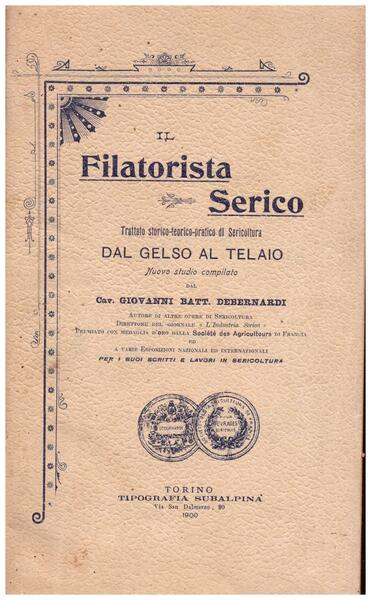 IL
Filatorista
Serico
Trattato storico-teorico-pratico di Sericoltura
DAL GELSO AL TELAIO
Nuovo studio compilato
DAL
CAV. GIOVANNI BATT. DEBERNARDI
AUTORE DI ALTRE OPERE DI SERICOLTURA
DIRETTORE DEL GIORNALE « L'Industria Serica »
PREMIATO CON MEDAGLIA D'ORO DALLA Société des Agriculteurs DI FRANCIA
ED
A VARIE ESPOSIZIONI NAZIONALI ED INTERNAZIONALI
PER I SUOI SCRITTI E LAVORI IN SERICOLTURA
OUVRAGES
TORINO
TIPOGRAFIA SUBALPINA
Via San Dalmazzo, 20
1900